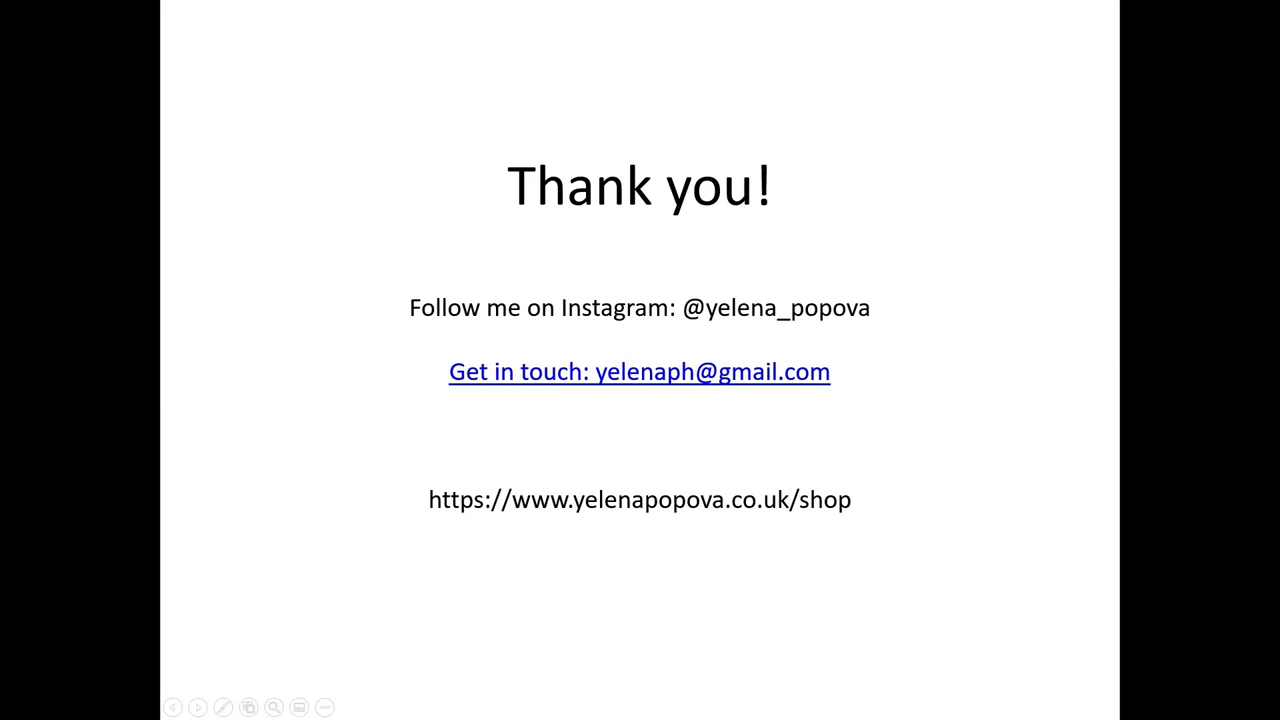 Thank you!
Follow me on Instagram: @yelena_popova
Get in touch: yelenaph@gmail.com
https://www.yelenapopova.co.uk/shop